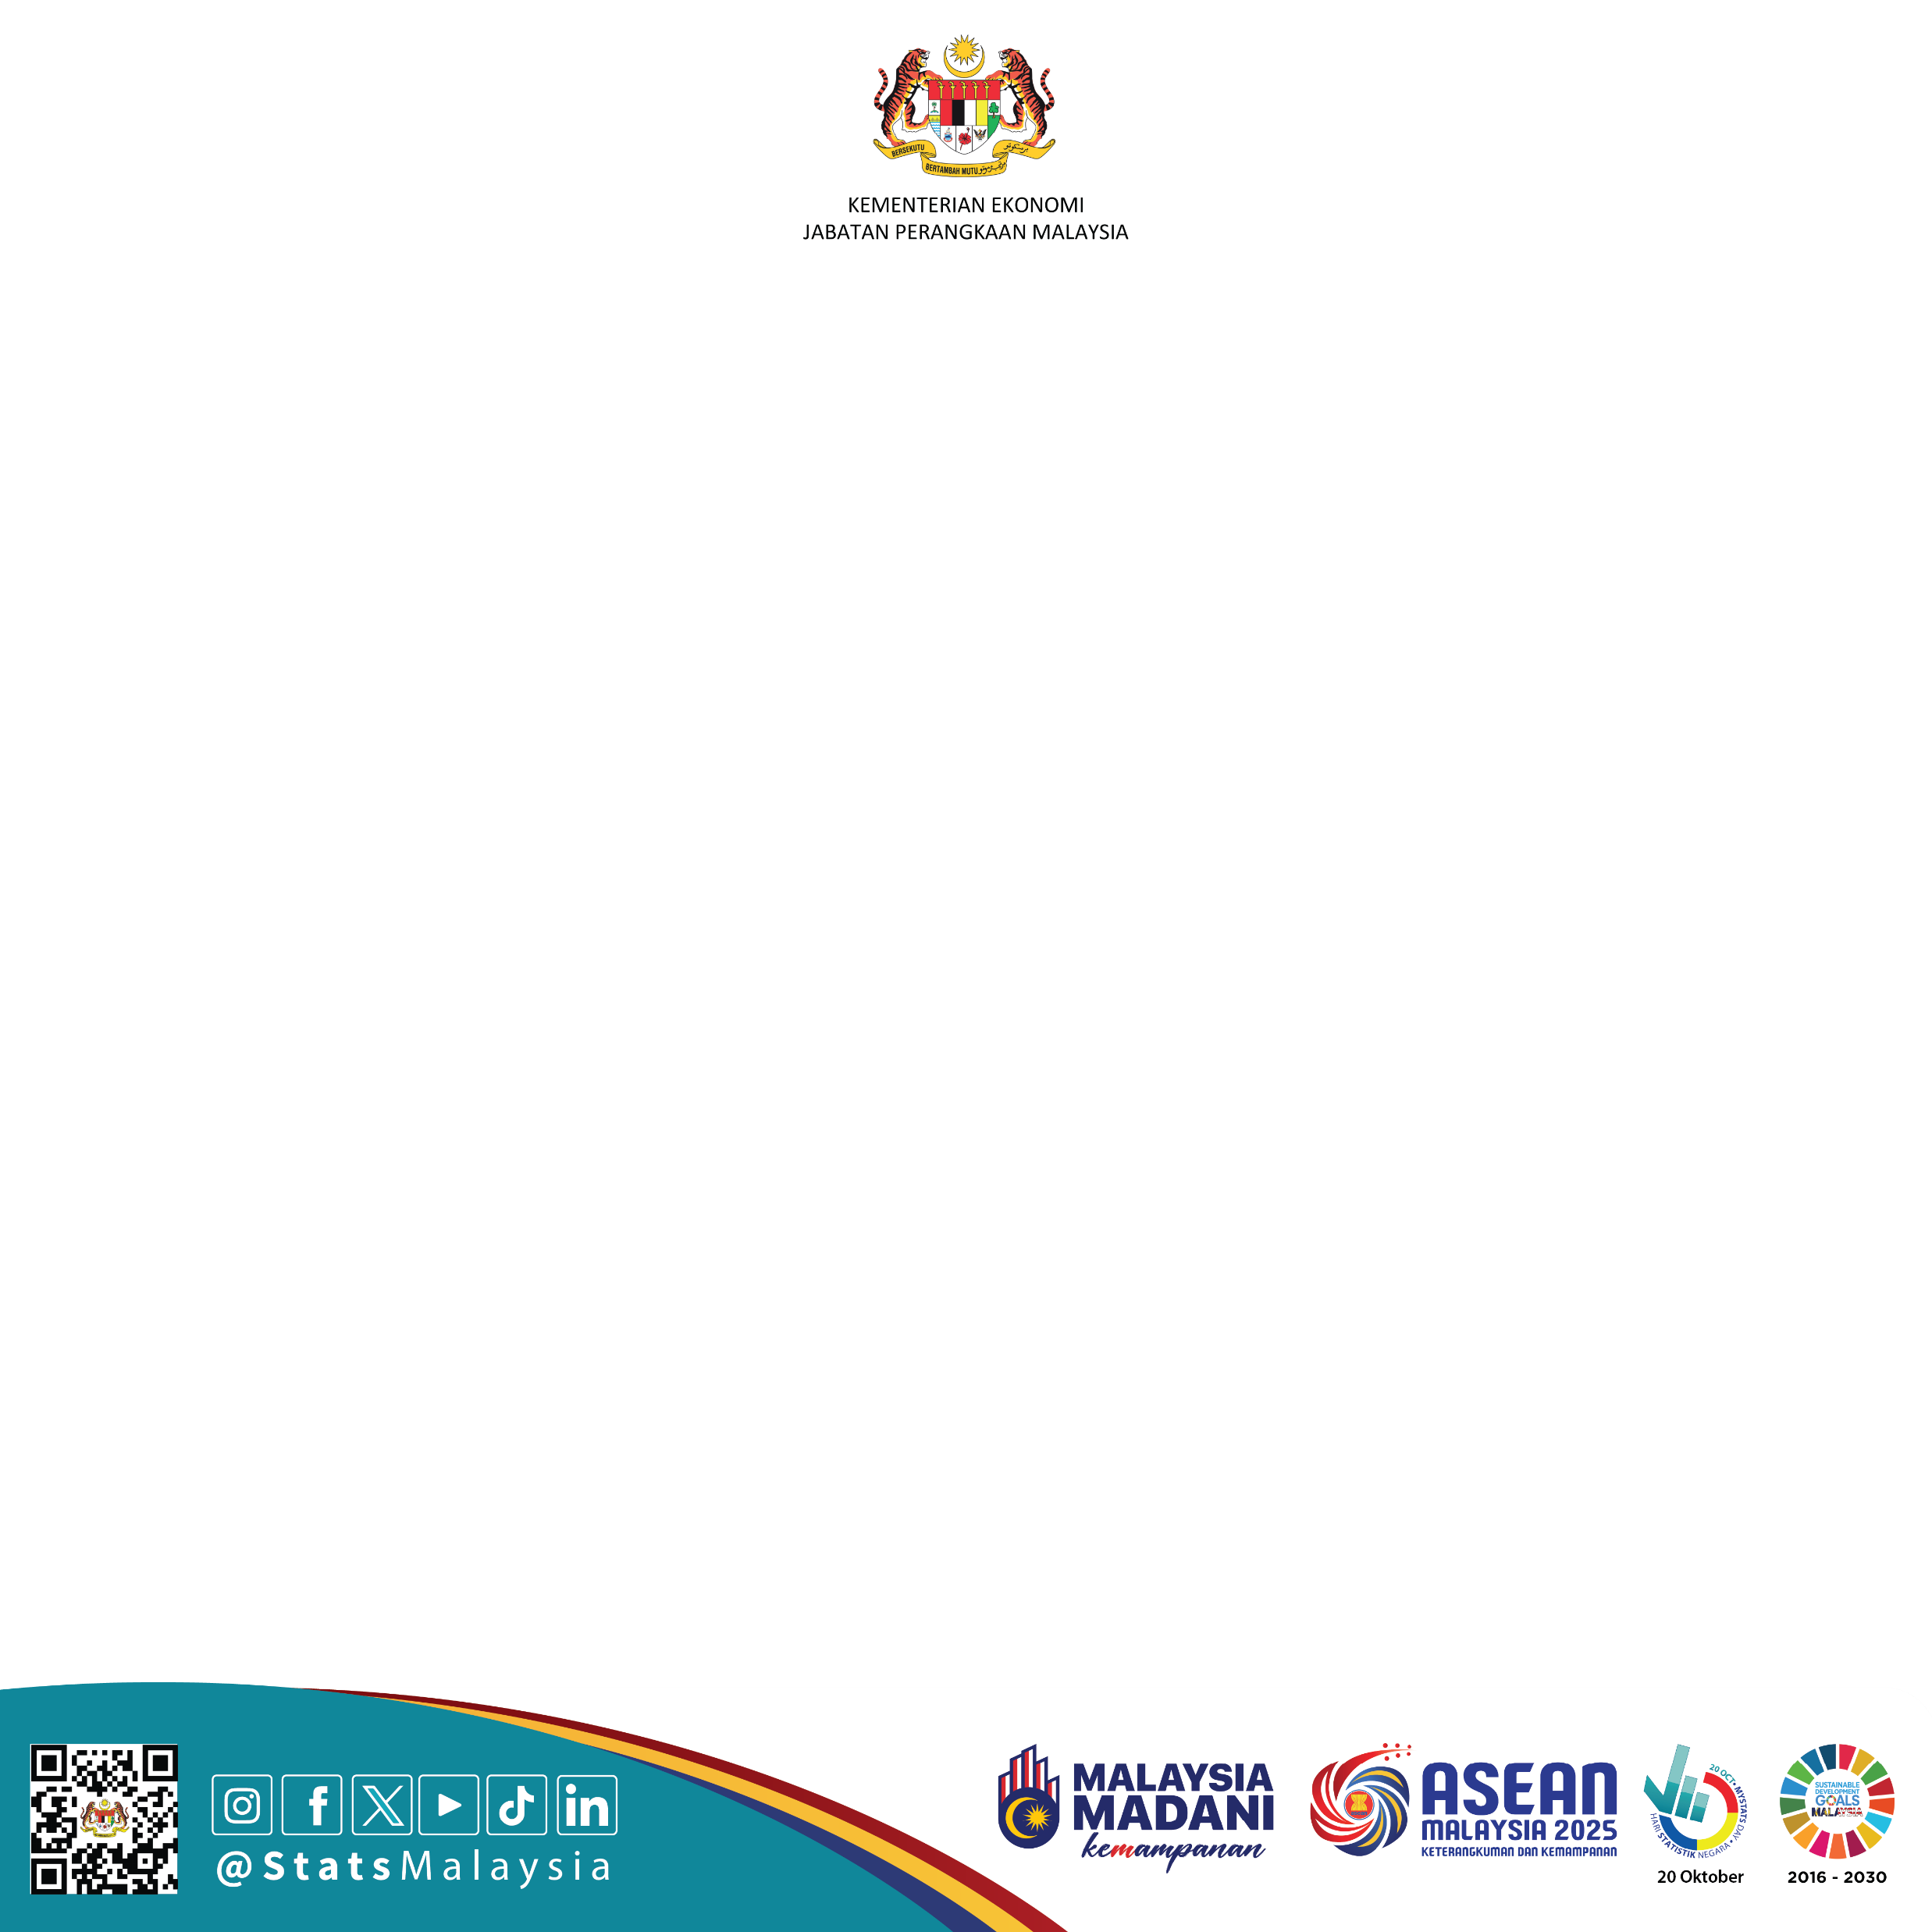 BERSEKUTU
برسکوتو
BERTAMBAH MUTU
KEMENTERIAN EKONOMI
JABATAN PERANGKAAN MALAYSIA
@StatsMalaysia
MALAYSIA
MADANI
kemampanan
ASEAN
MALAYSIA 2025
KETERANGKUMAN DAN KEMAMPANAN
20 OCT • MYSTATS DAY •
HARI STATISTIK NEGARA
20 Oktober
SUSTAINABLE
DEVELOPMENT
GOALS
MALAYSIA
2016 - 2030